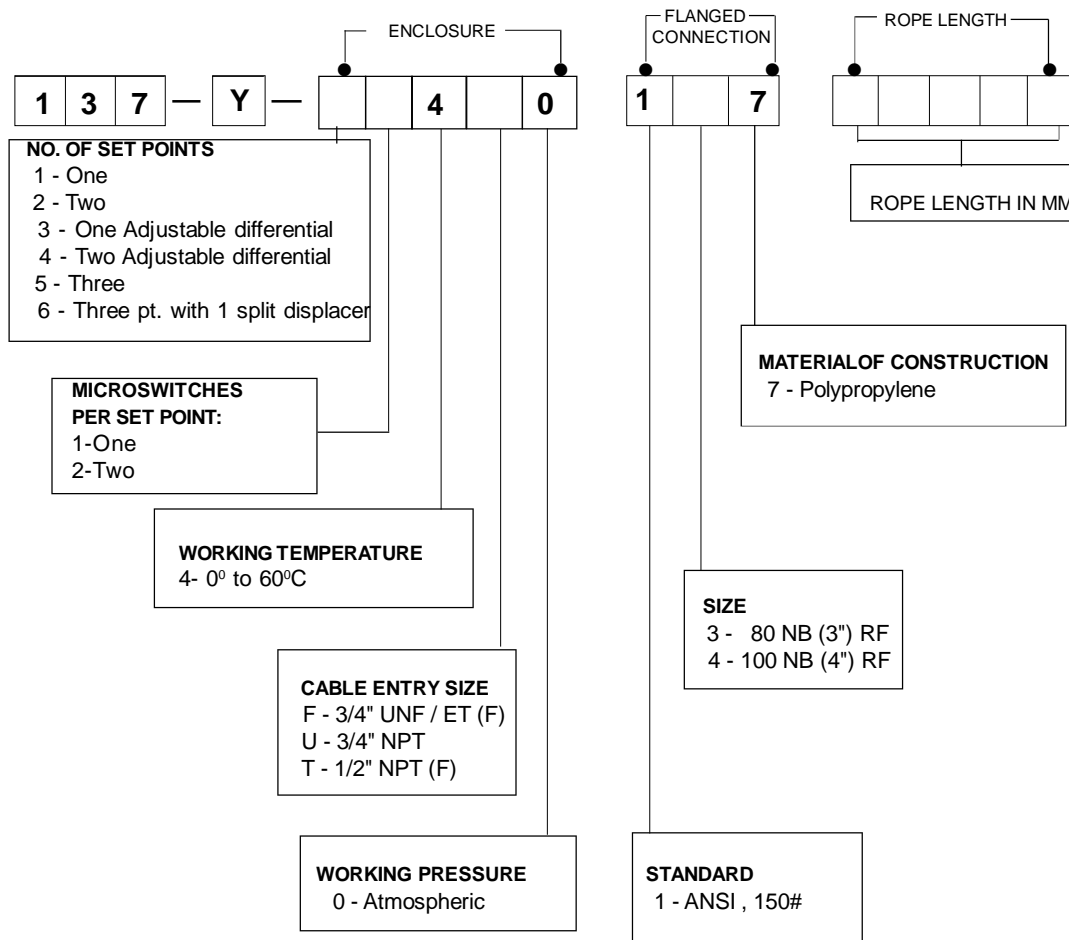 ENCLOSURE
FLANGED
CONNECTION
ROPE LENGTH
1 3 7 — Y — 4 0 1 7
NO. OF SET POINTS
1 - One
2 - Two
3 - One Adjustable differential
4 - Two Adjustable differential
5 - Three
6 - Three pt. with 1 split displacer
ROPE LENGTH IN MM
MATERIALOF CONSTRUCTION
7 - Polypropylene
MICROSWITCHES
PER SET POINT:
1-One
2-Two
WORKING TEMPERATURE
4- 0⁰ to 60⁰C
SIZE
3 - 80 NB (3") RF
4 - 100 NB (4") RF
CABLE ENTRY SIZE
F - 3/4" UNF / ET (F)
U - 3/4" NPT
T - 1/2" NPT (F)
WORKING PRESSURE
0 - Atmospheric
STANDARD
1 - ANSI , 150#